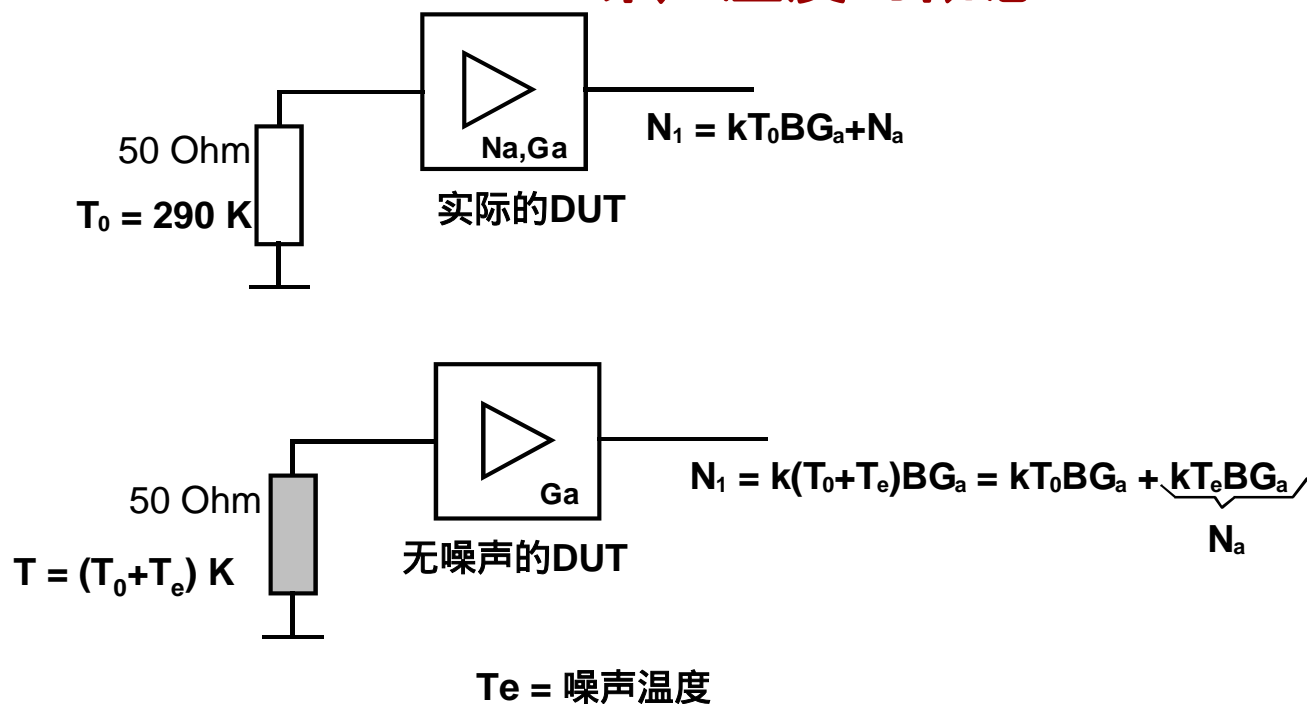 50 Ohm
T₀ = 290 K
Na,Ga
实际的DUT
N₁ = kT₀BGₐ+Nₐ
50 Ohm
T = (T₀+Tₑ) K
Ga
无噪声的DUT
N₁ = k(T₀+Tₑ)BGₐ = kT₀BGₐ + kTₑBGₐ
Nₐ
Te = 噪声温度